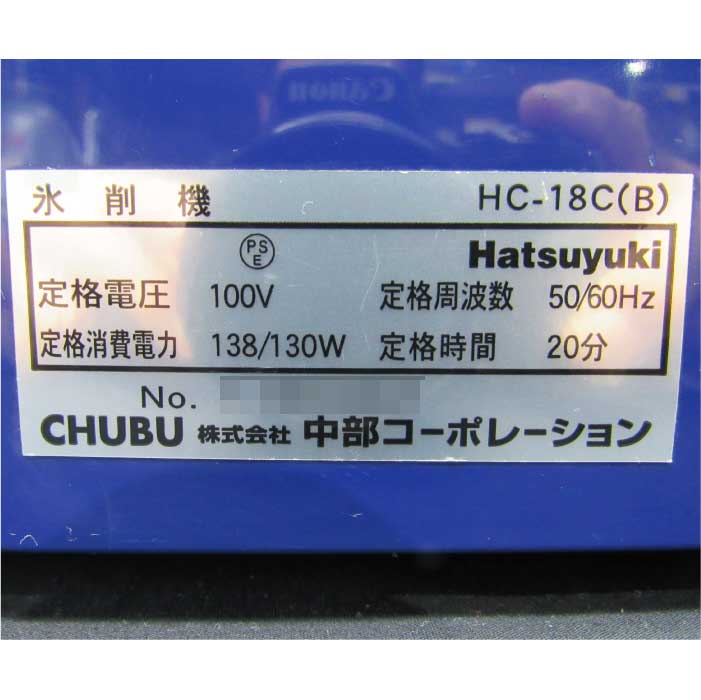 Canon
氷削機 HC-18C(B)
PSE Hatsuyuki
定格電圧 100V 定格周波数 50/60Hz
定格消費電力 138/130W 定格時間 20分
No.
CHUBU 株式会社 中部コーポレーション